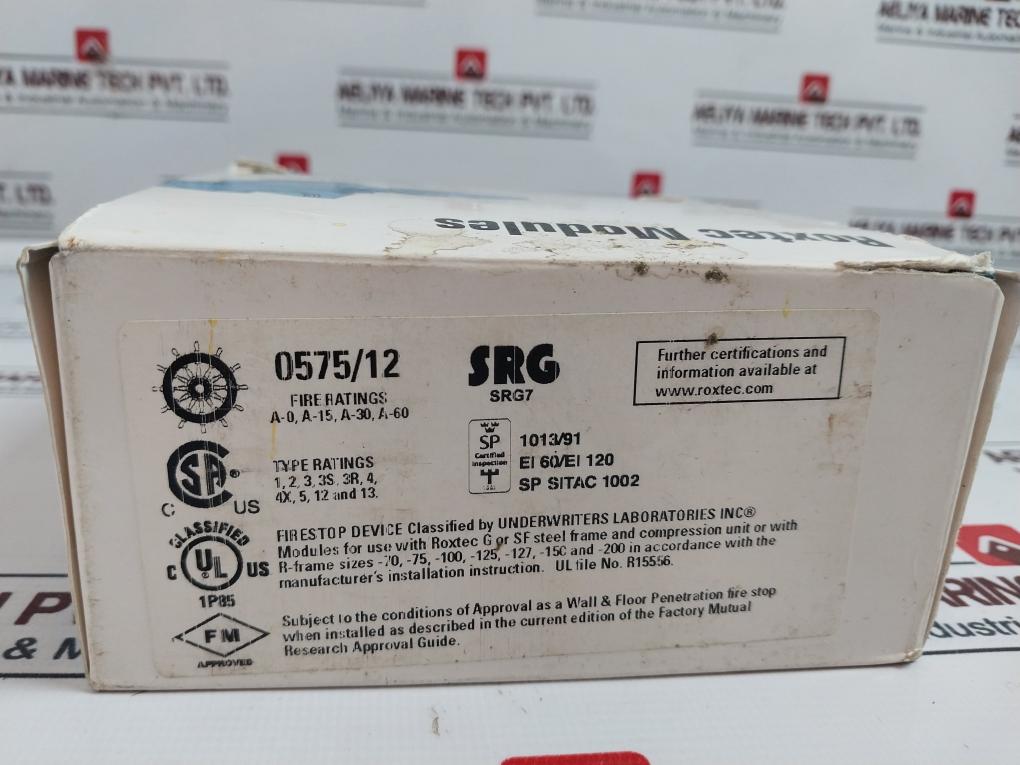 AELIYA MARINE TECH PVT. LTD.
Marine & Industrial Automation & Machinery
Roxtec Modules
0575/12
FIRE RATINGS
A-0, A-15, A-30, A-60
SRG
SRG7
Further certifications and
information available at
www.roxtec.com
SP
Certified
Inspection
1013/91
EI 60/EI 120
SP SITAC 1002
SA
C US
TYPE RATINGS
1, 2, 3, 3S, 3R, 4,
4X, 5, 12 and 13.
CLASSIFIED
C UL ® US
1P85
FIRESTOP DEVICE Classified by UNDERWRITERS LABORATORIES INC®
Modules for use with Roxtec G or SF steel frame and compression unit or with
R-frame sizes -70, -75, -100, -125, -127, -150 and -200 in accordance with the
manufacturer's installation instruction. UL file No. R15556.
FM
APPROVED
Subject to the conditions of Approval as a Wall & Floor Penetration fire stop
when installed as described in the current edition of the Factory Mutual
Research Approval Guide.